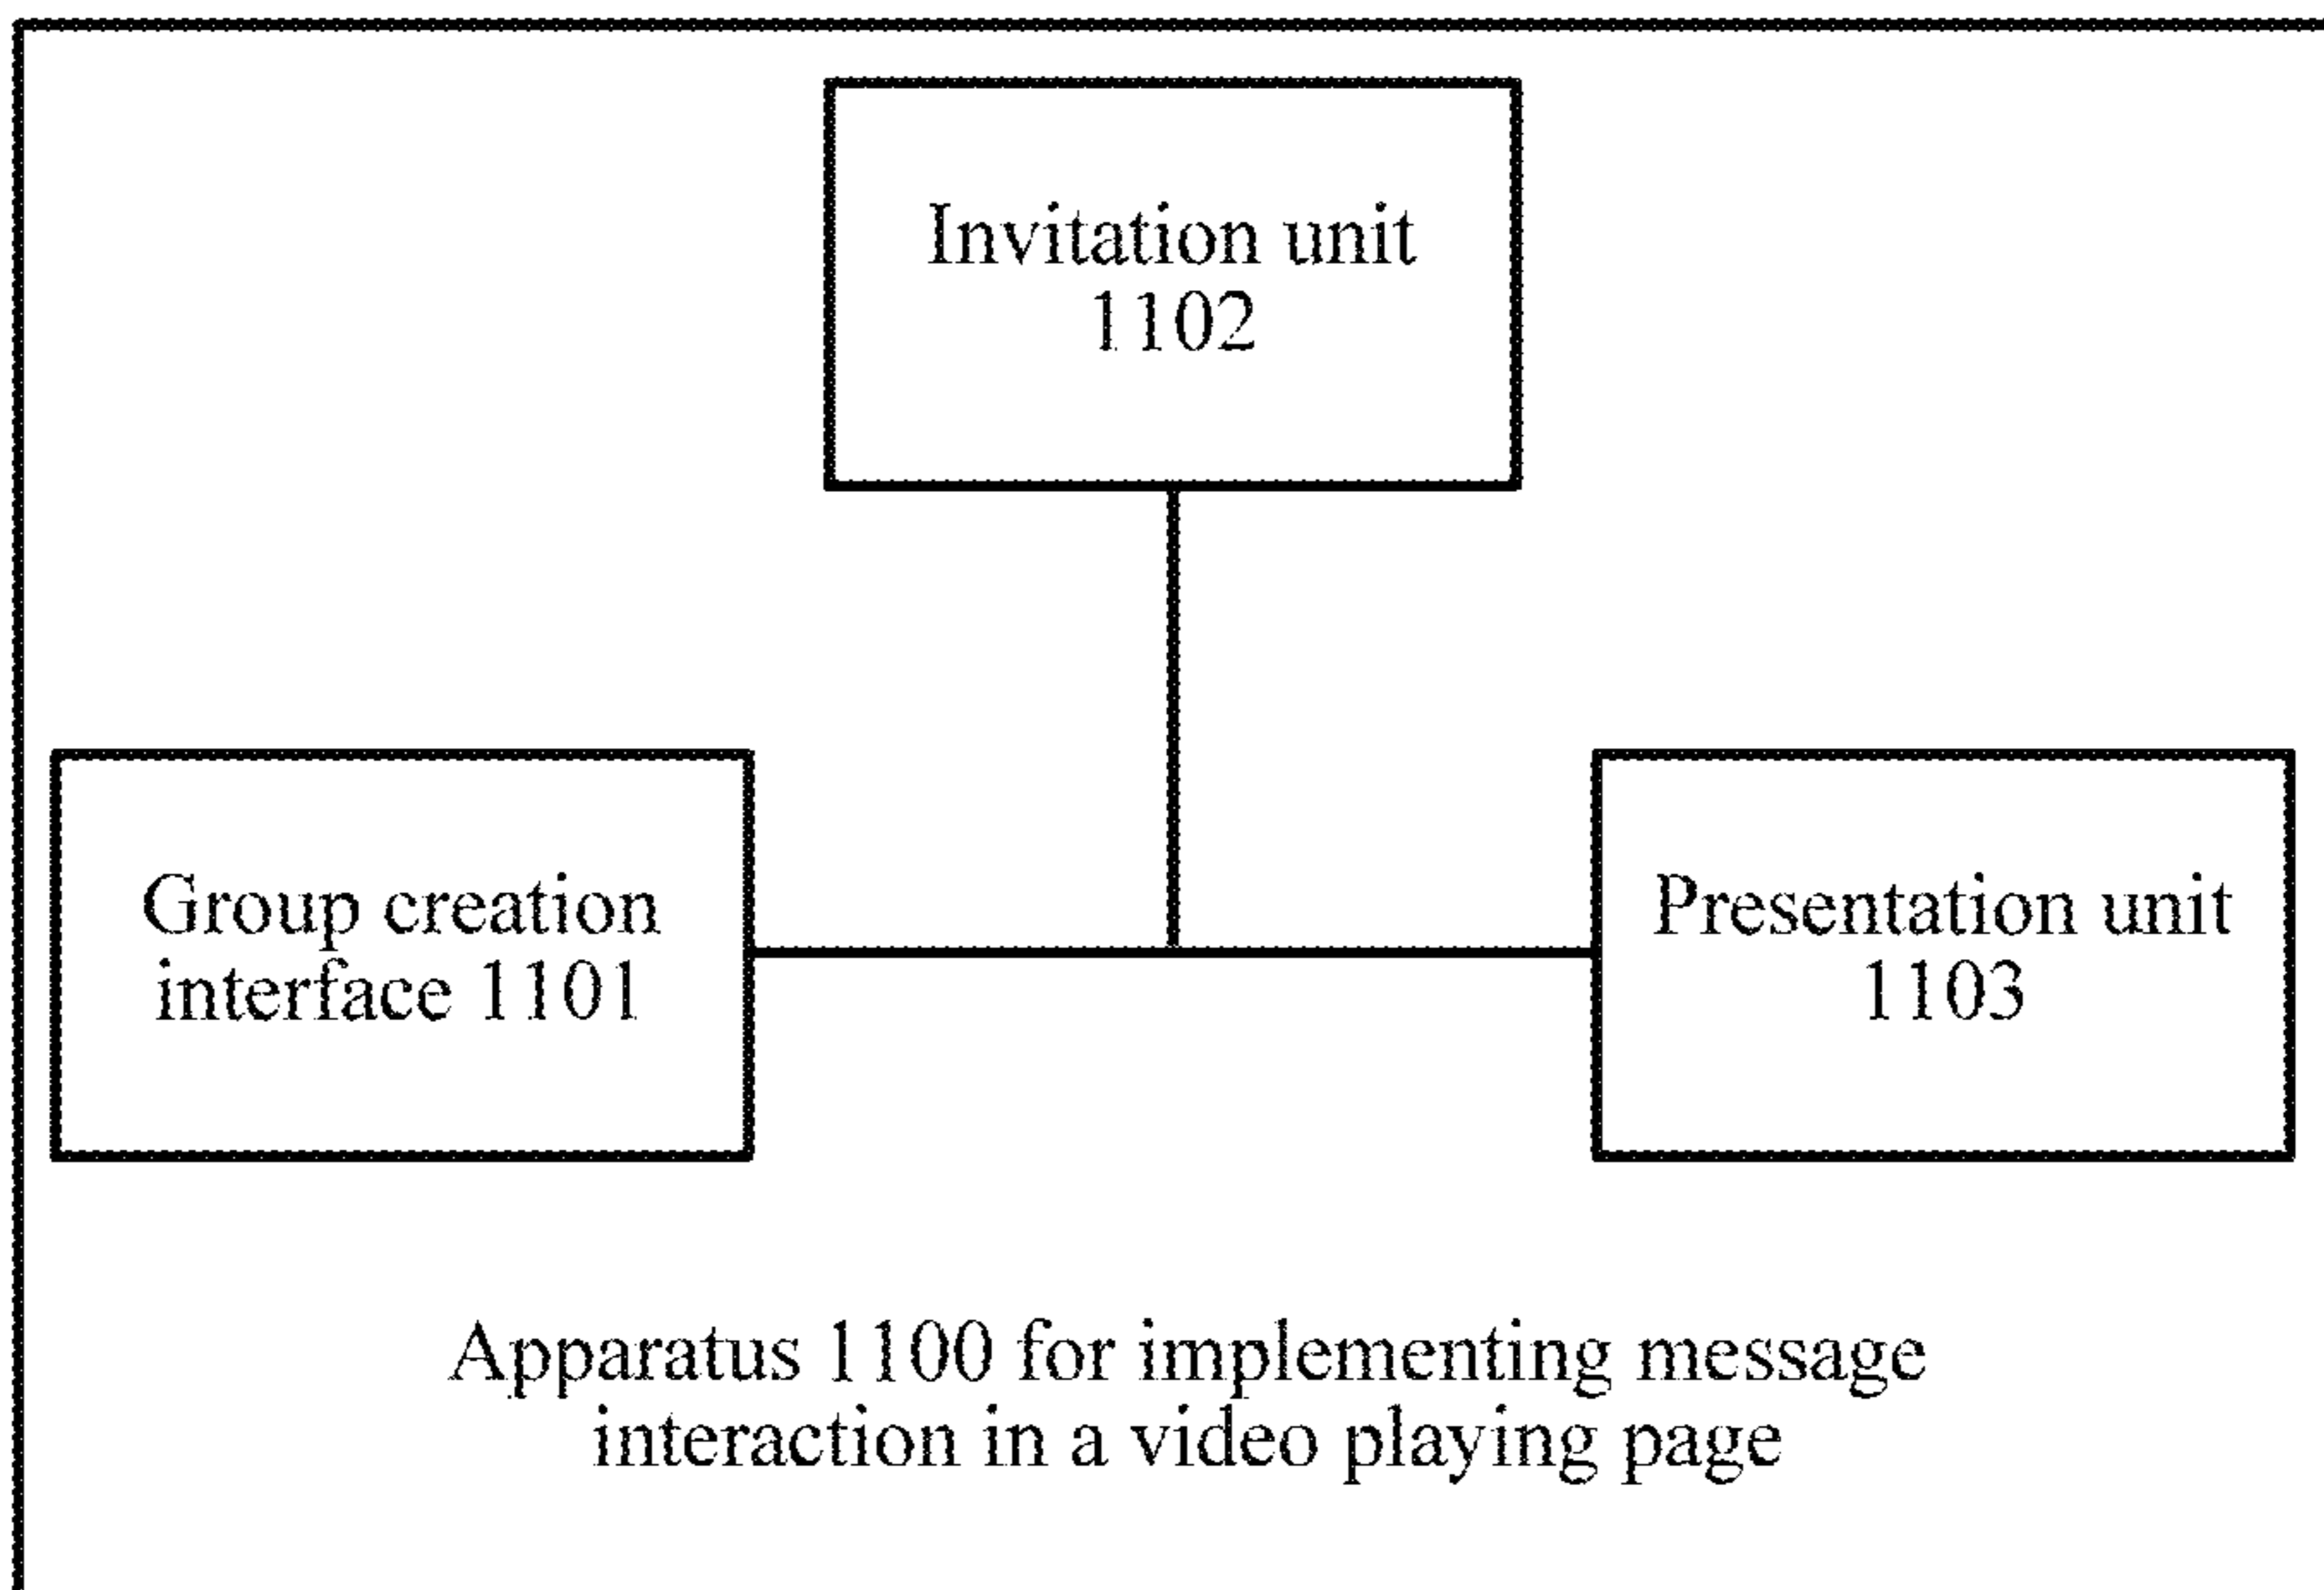 Invitation unit
1102
Group creation
interface 1101
Presentation unit
1103
Apparatus 1100 for implementing message
interaction in a video playing page